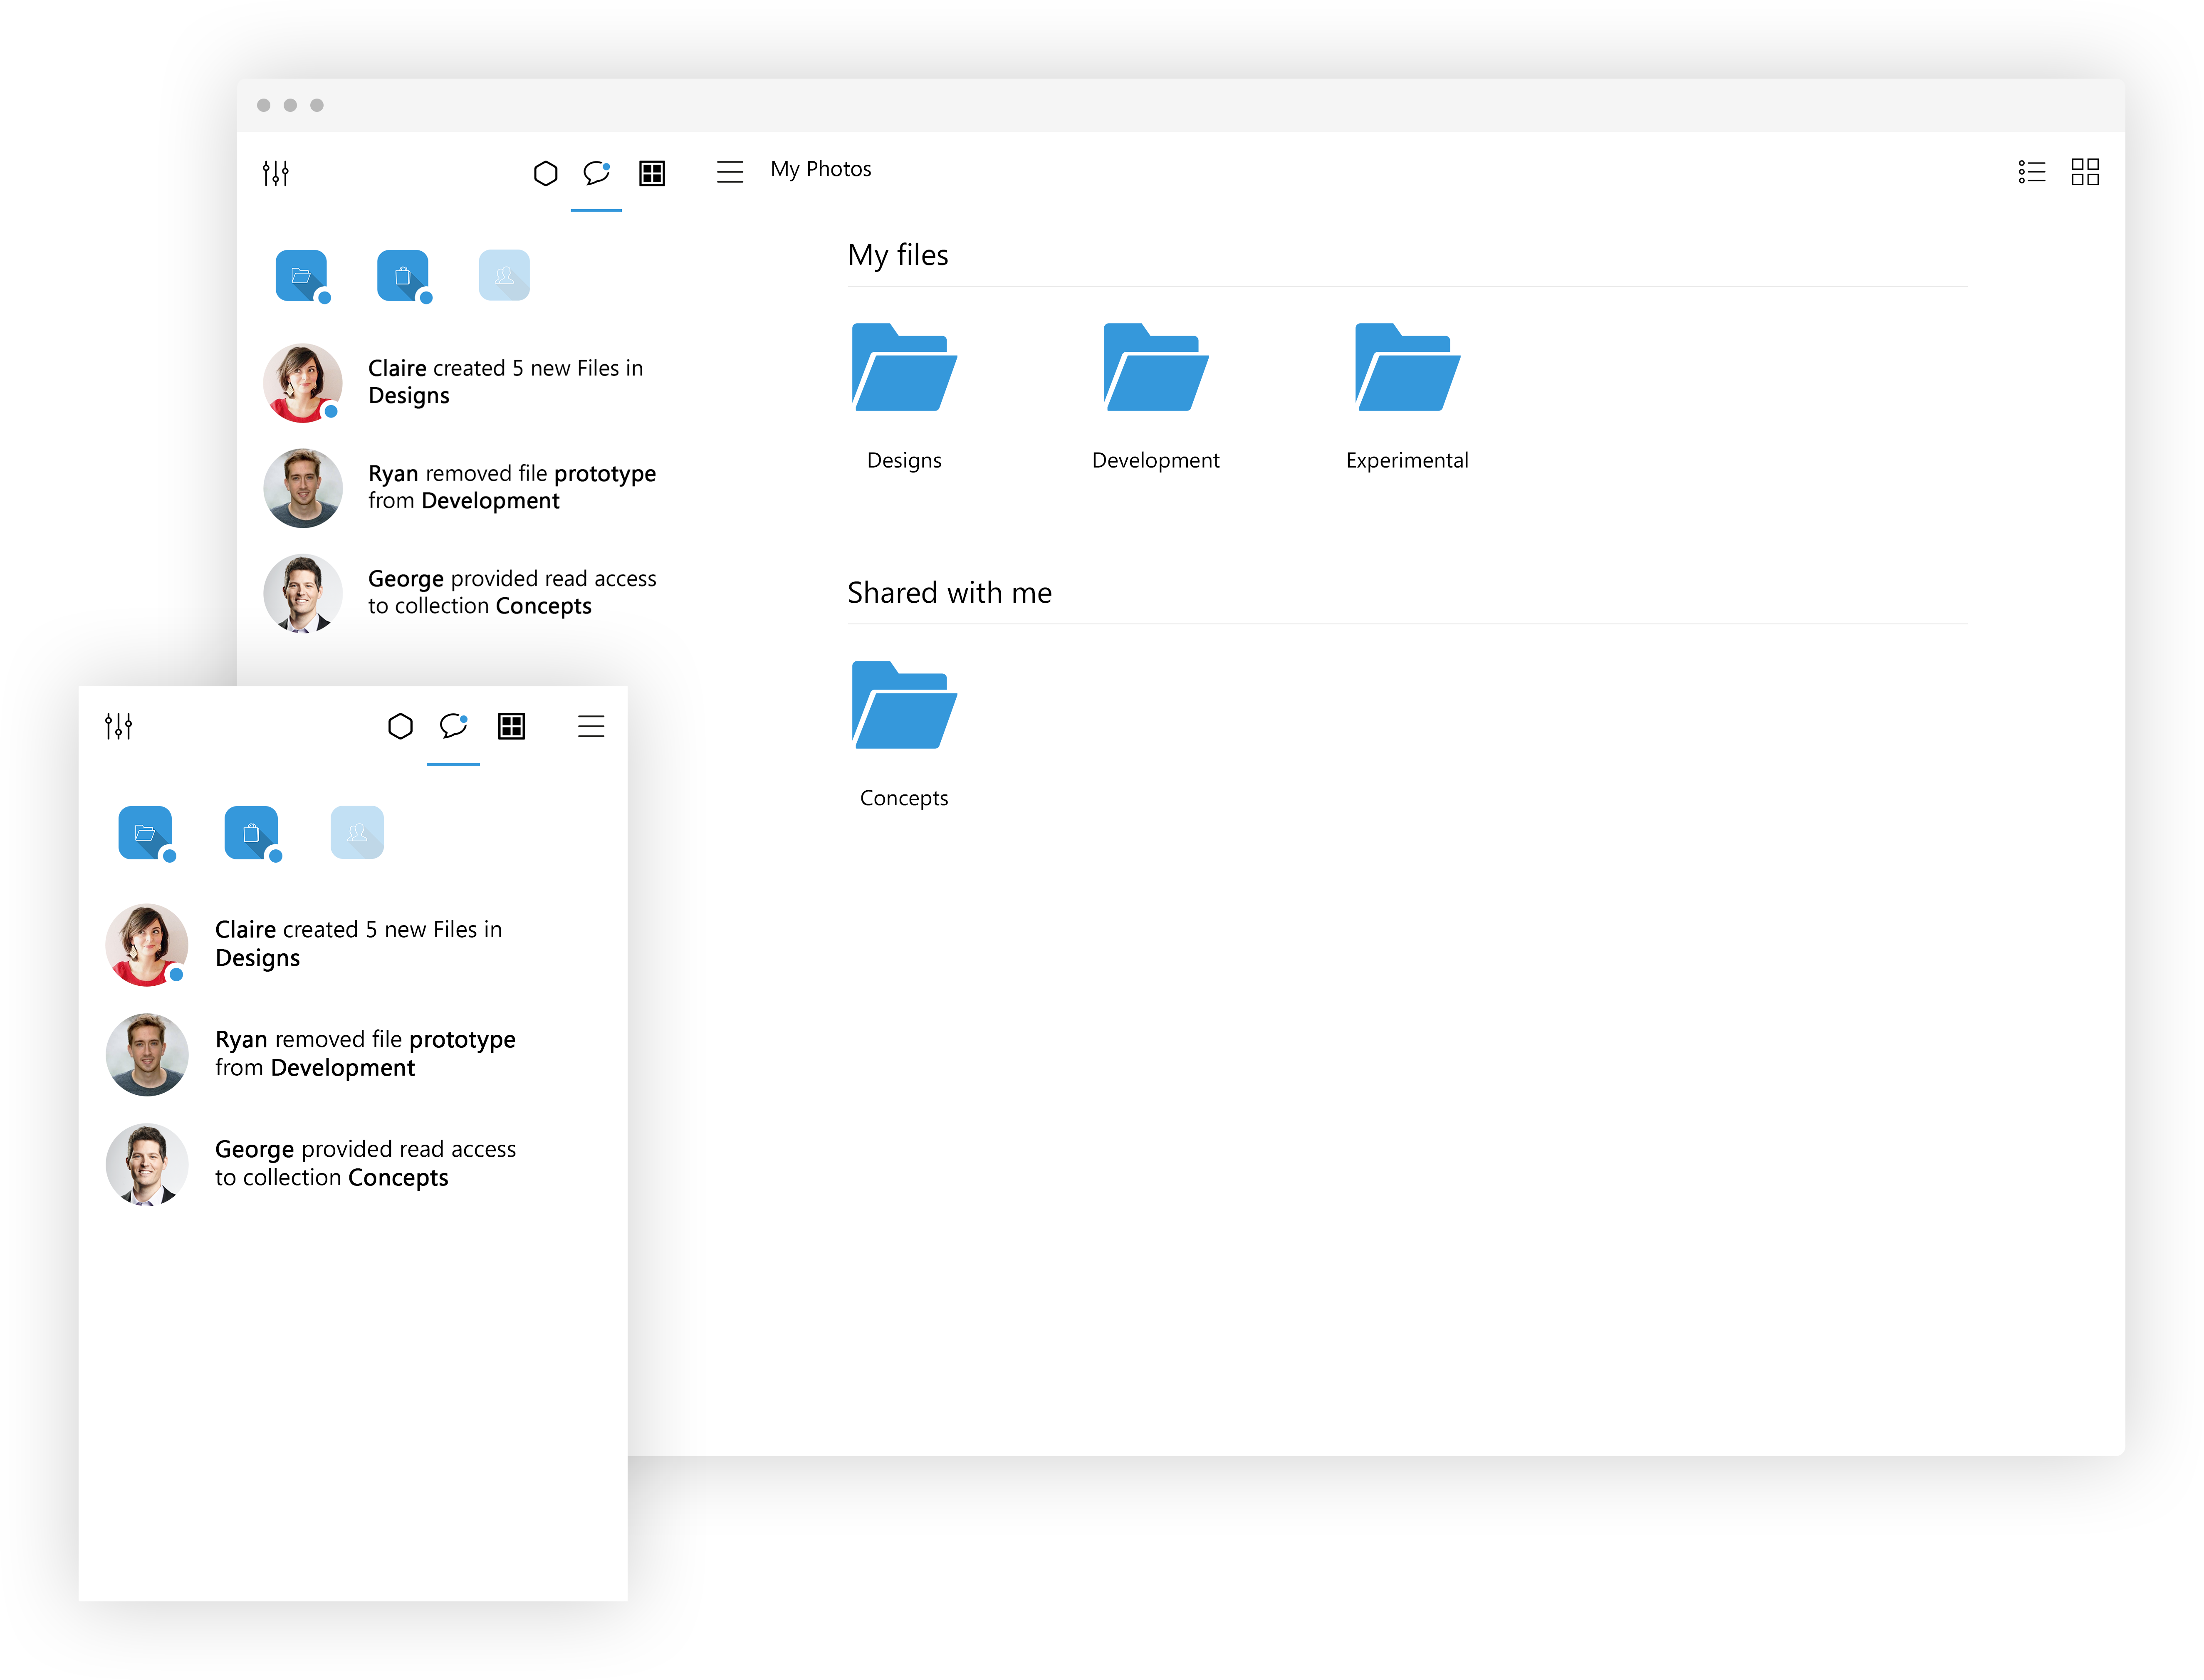 My Photos
Claire created 5 new Files in
Designs
Ryan removed file prototype
from Development
George provided read access
to collection Concepts
My files
Designs
Development
Experimental
Shared with me
Concepts
Claire created 5 new Files in
Designs
Ryan removed file prototype
from Development
George provided read access
to collection Concepts